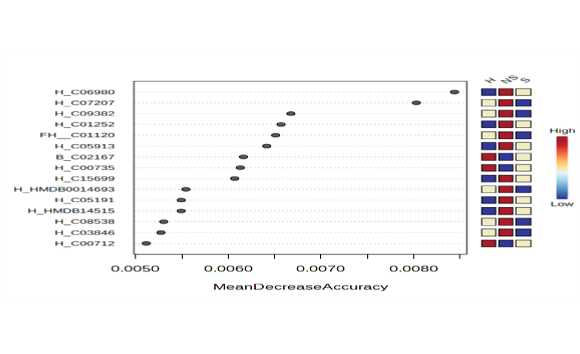 H NS S
H_C06980
H_C07207
H_C09382
H_C01252
FH__C01120
H_C05913
B_C02167
H_C00735
H_C15699
H_HMDB0014693
H_C05191
H_HMDB14515
H_C08538
H_C03846
H_C00712
High
Low
0.0050 0.0060 0.0070 0.0080
MeanDecreaseAccuracy